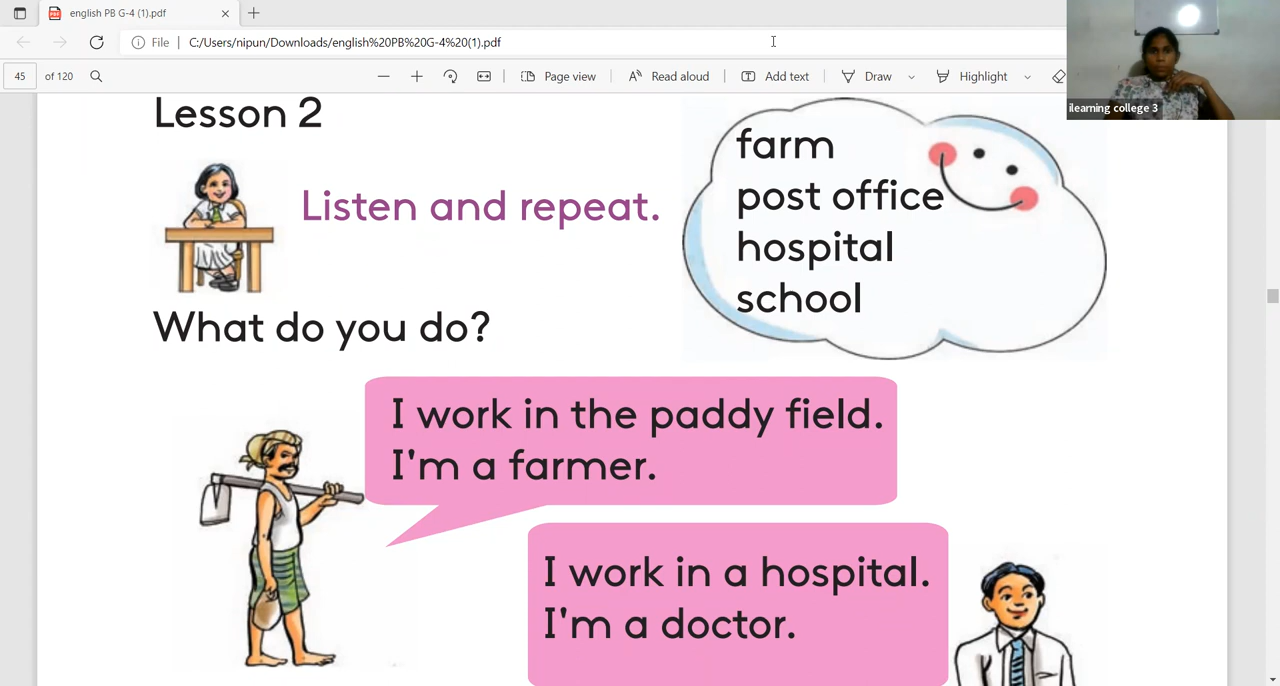 english PB G-4 (1).pdf
File
C:/Users/nipun/Downloads/english%20PB%20G-4%20(1).pdf
45 of 120
Page view
Read aloud
Add text
Draw
Highlight
ilearning college 3
Lesson 2
Listen and repeat.
farm
post office
hospital
school
What do you do?
I work in the paddy field.
I'm a farmer.
I work in a hospital.
I'm a doctor.